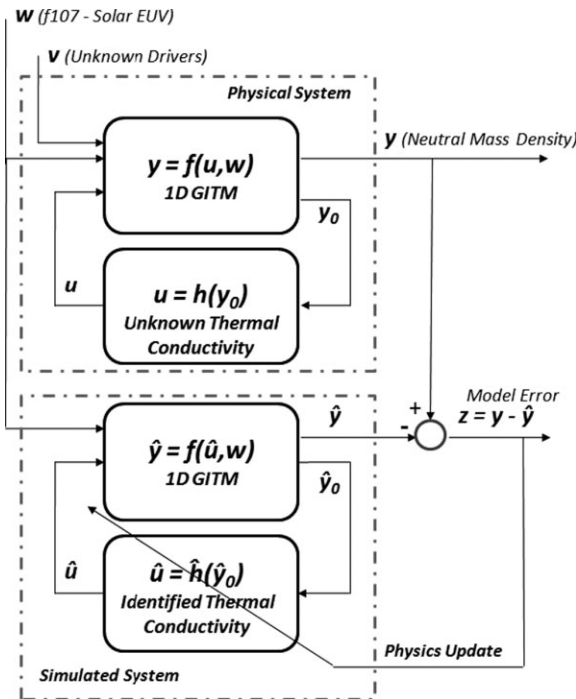 w (f107 - Solar EUV)
v (Unknown Drivers)
Physical System
y = f(u,w)
1D GITM
y (Neutral Mass Density)
y₀
u
u = h(y₀)
Unknown Thermal
Conductivity
Model Error
+
-
z = y - ŷ
ŷ
ŷ = f(û,w)
1D GITM
ŷ₀
û
û = ĥ(ŷ₀)
Identified Thermal
Conductivity
Physics Update
Simulated System